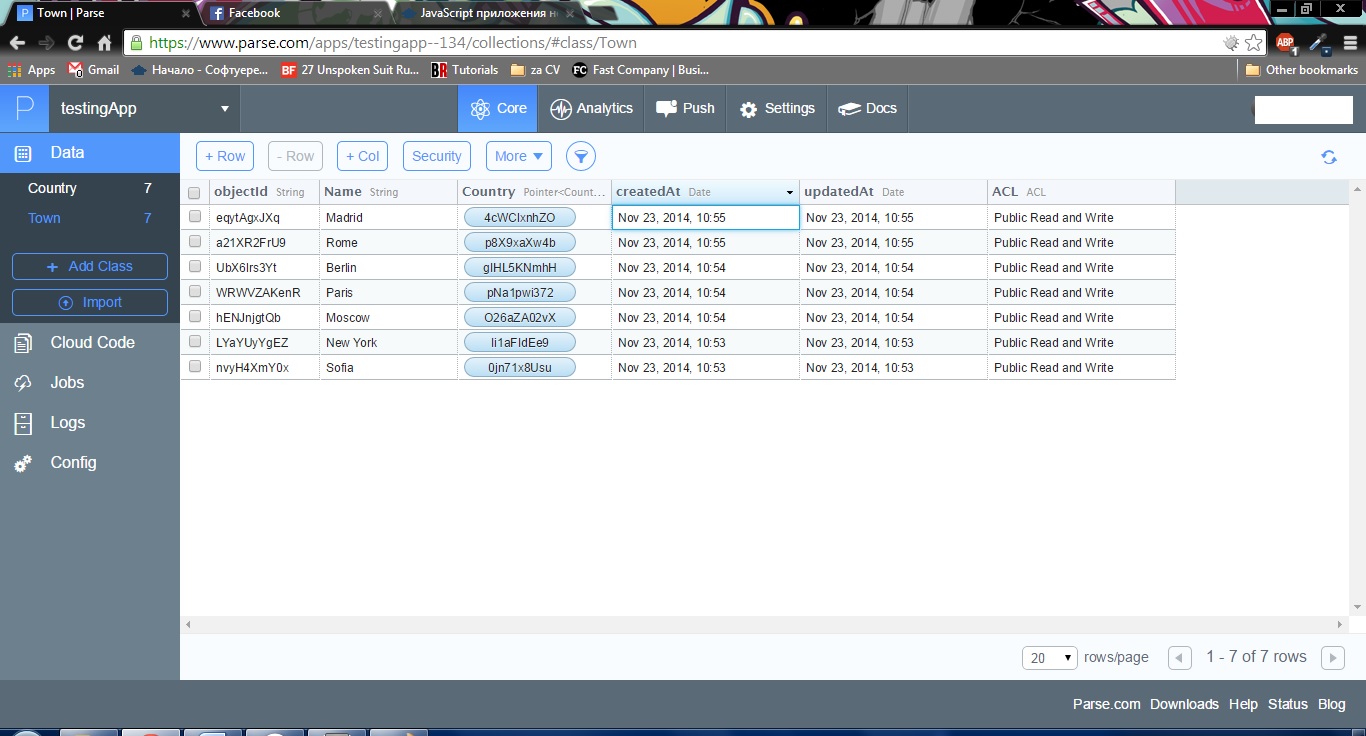 Town | Parse
Facebook
JavaScript приложения н
https://www.parse.com/apps/testingapp--134/collections/#class/Town
ABP 1
Apps Gmail Начало - Софтуере... BF 27 Unspoken Suit Ru... BR Tutorials za CV FC Fast Company | Busi... Other bookmarks
P testingApp Core Analytics Push Settings Docs
Data
Country 7
Town 7
+ Add Class
Import
Cloud Code
Jobs
Logs
Config
+ Row - Row + Col Security More
objectId String Name String Country Pointer<Count... createdAt Date updatedAt Date ACL ACL
eqytAgxJXq Madrid 4cWCIxnhZO Nov 23, 2014, 10:55 Nov 23, 2014, 10:55 Public Read and Write
a21XR2FrU9 Rome p8X9xaXw4b Nov 23, 2014, 10:55 Nov 23, 2014, 10:55 Public Read and Write
UbX6Irs3Yt Berlin gIHL5KNmhH Nov 23, 2014, 10:54 Nov 23, 2014, 10:54 Public Read and Write
WRWVZAKenR Paris pNa1pwi372 Nov 23, 2014, 10:54 Nov 23, 2014, 10:54 Public Read and Write
hENJnjgtQb Moscow O26aZA02vX Nov 23, 2014, 10:54 Nov 23, 2014, 10:54 Public Read and Write
LYaYUyYgEZ New York Ii1aFIdEe9 Nov 23, 2014, 10:53 Nov 23, 2014, 10:53 Public Read and Write
nvyH4XmY0x Sofia 0jn71x8Usu Nov 23, 2014, 10:53 Nov 23, 2014, 10:53 Public Read and Write
20 rows/page 1 - 7 of 7 rows
Parse.com Downloads Help Status Blog